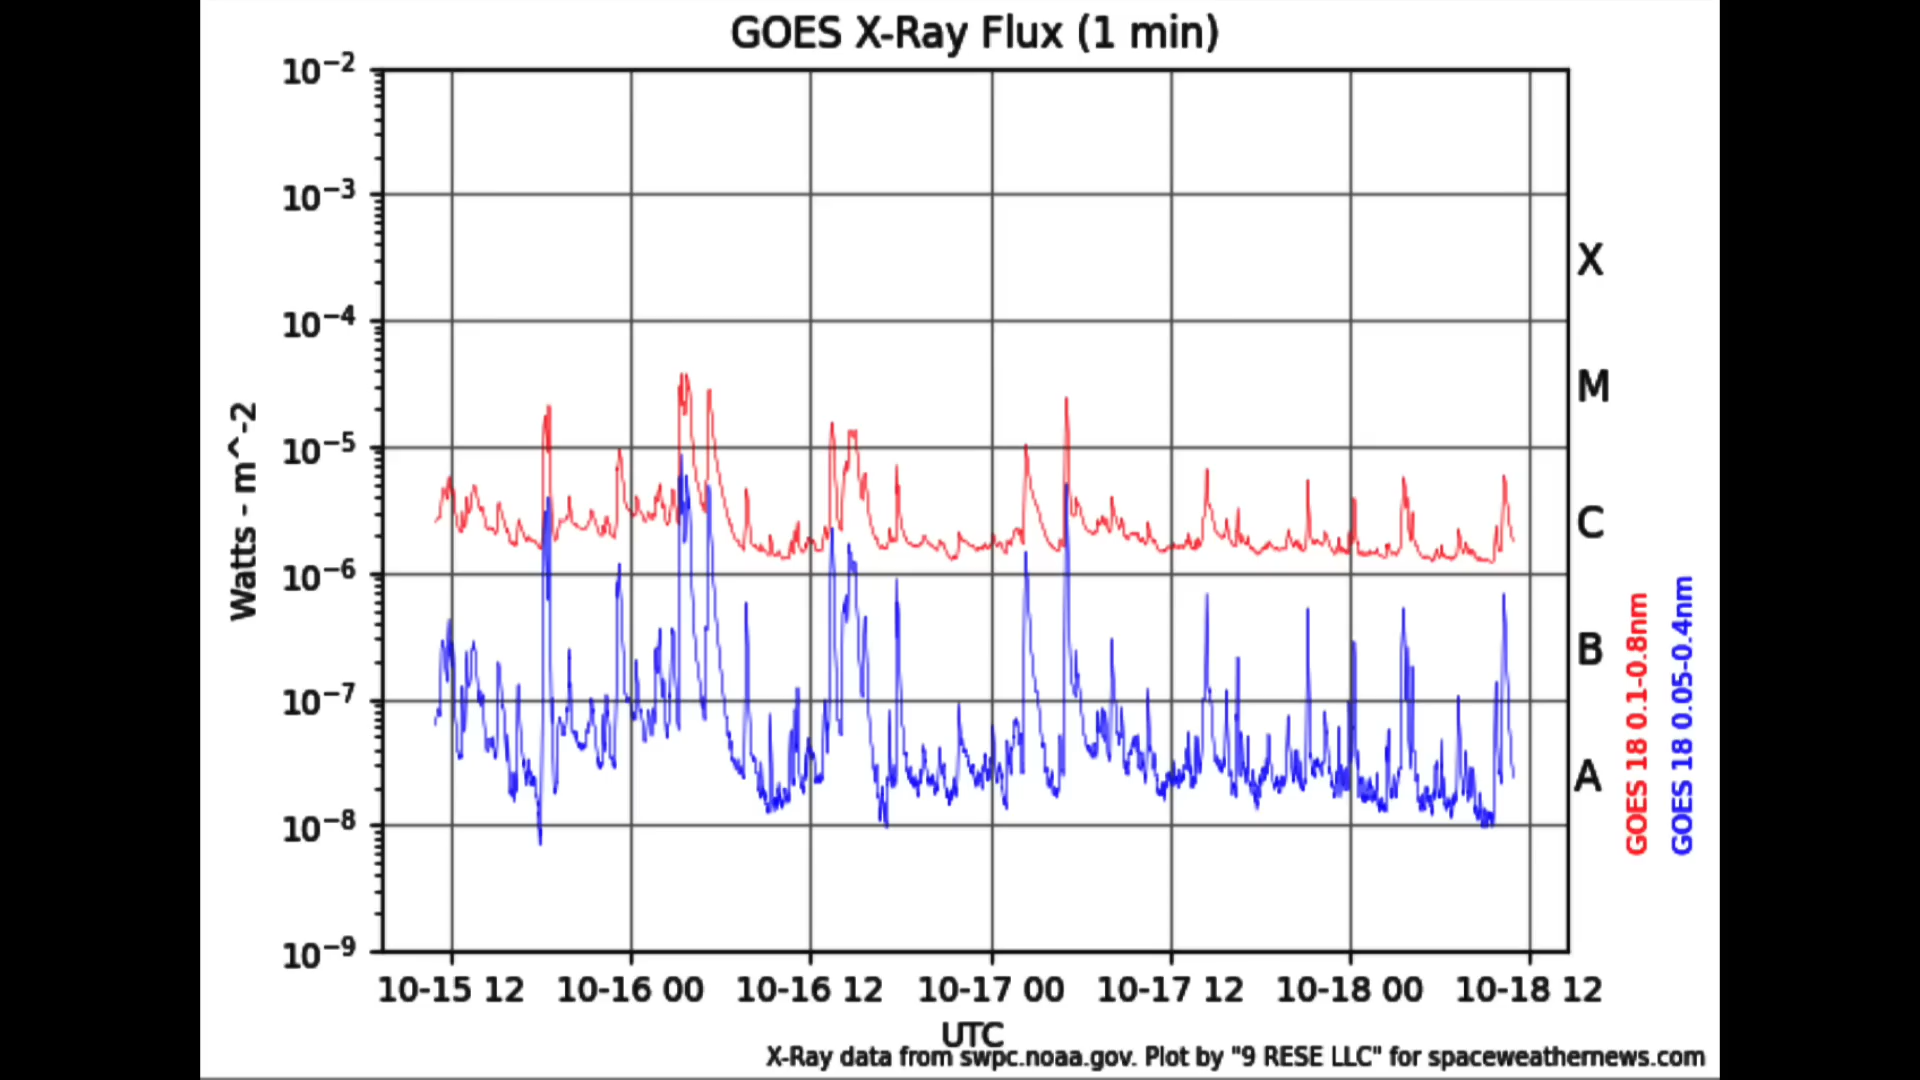 GOES X-Ray Flux (1 min)
10−2
10−3
10−4
10−5
10−6
10−7
10−8
10−9
Watts - m^-2
X
M
C
B
A
GOES 18 0.1-0.8nm
GOES 18 0.05-0.4nm
10-15 12 10-16 00 10-16 12 10-17 00 10-17 12 10-18 00 10-18 12
UTC
X-Ray data from swpc.noaa.gov. Plot by "9 RESE LLC" for spaceweathernews.com